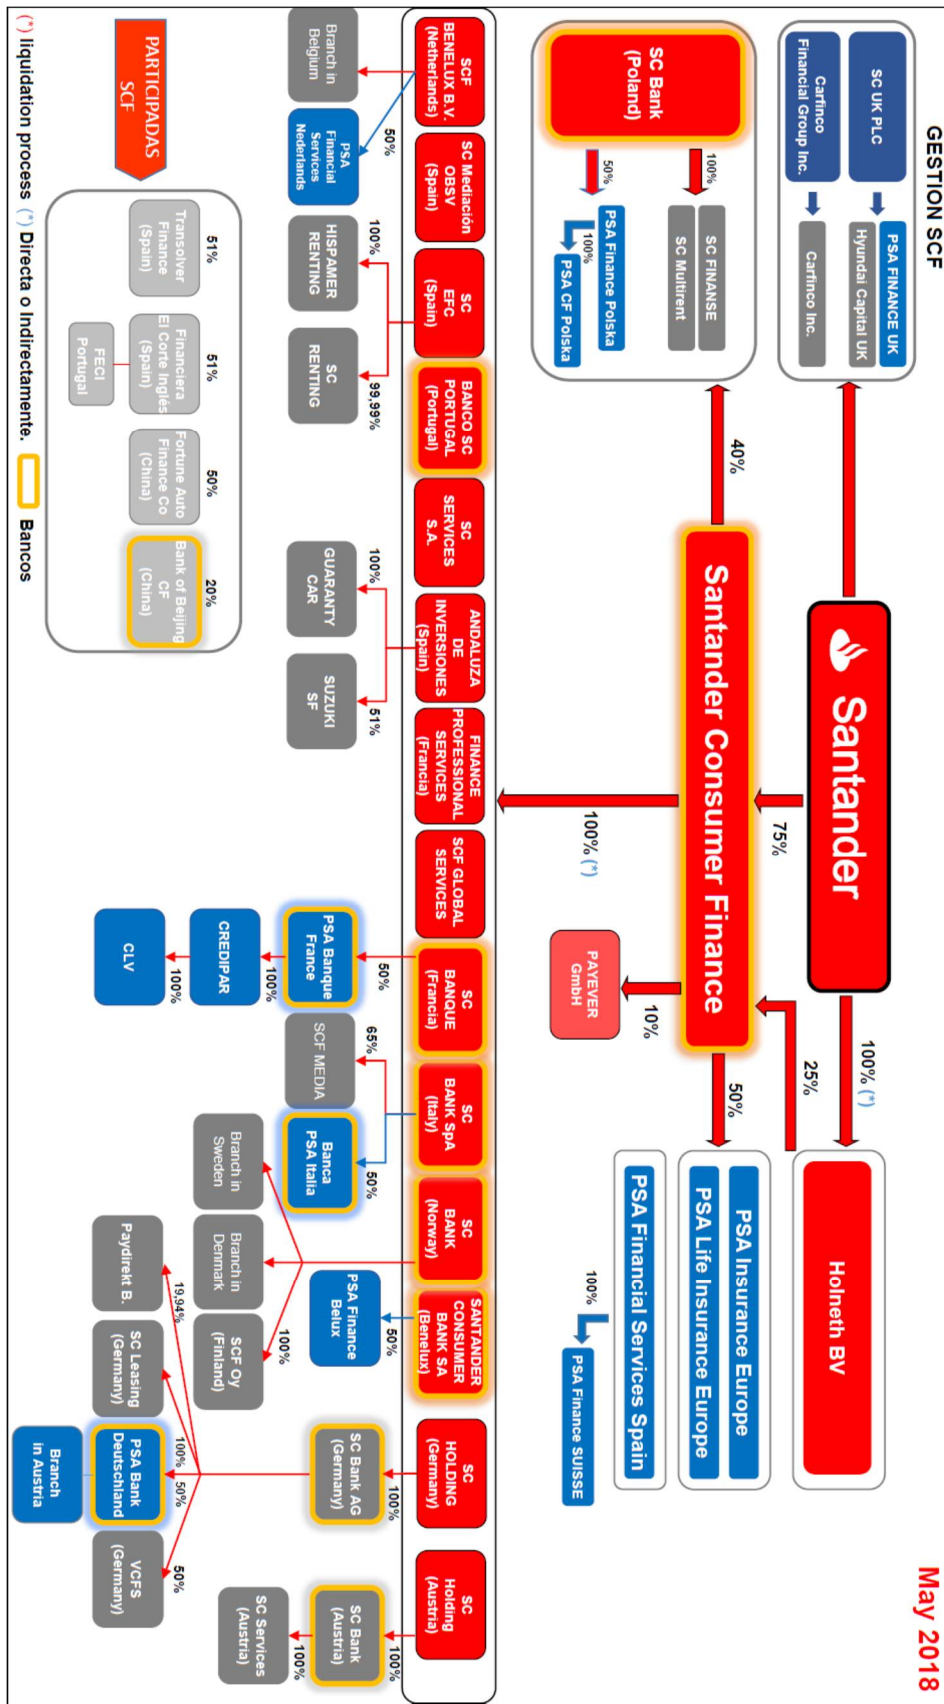 GESTION SCF
May 2018
SC UK PLC
PSA FINANCE UK
Hyundai Capital UK
Carfinco
Financial Group Inc.
Carfinco Inc.
Santander
100% (*)
Holneth BV
75%
25%
SC Bank
(Poland)
100%
SC FINANSE
SC Multirent
50%
PSA Finance Polska
100%
PSA CF Polska
40%
Santander Consumer Finance
50%
PSA Insurance Europe
PSA Life Insurance Europe
PSA Financial Services Spain
100%
PSA Finance SUISSE
100% (*)
10%
PAYEVER
GmbH
SCF
BENELUX B.V.
(Netherlands)
SC Mediación
OBSV
(Spain)
SC
EFC
(Spain)
BANCO SC
PORTUGAL
(Portugal)
SC
SERVICES
S.A.
ANDALUZA
DE
INVERSIONES
(Spain)
FINANCE
PROFESSIONAL
SERVICES
(Francia)
SCF GLOBAL
SERVICES
SC
BANQUE
(Francia)
SC
BANK SpA
(Italy)
SC
BANK
(Norway)
SANTANDER
CONSUMER
BANK SA
(Benelux)
SC
HOLDING
(Germany)
SC
Holding
(Austria)
50%
Branch in
Belgium
PSA
Financial
Services
Nederlands
100%
HISPAMER
RENTING
99,99%
SC
RENTING
100%
GUARANTY
CAR
51%
SUZUKI
SF
50%
PSA Banque
France
100%
CREDIPAR
100%
CLV
65%
SCF MEDIA
50%
Banca
PSA Italia
Branch in
Sweden
Branch in
Denmark
100%
SCF Oy
(Finland)
50%
PSA Finance
Belux
100%
SC Bank AG
(Germany)
19,94%
Paydirekt B.
100%
SC Leasing
(Germany)
50%
PSA Bank
Deutschland
Branch
in Austria
50%
VCFS
(Germany)
100%
SC Bank
(Austria)
100%
SC Services
(Austria)
PARTICIPADAS
SCF
51%
Transolver
Finance
(Spain)
51%
Financiera
El Corte Inglés
(Spain)
FECI
Portugal
50%
Fortune Auto
Finance Co
(China)
20%
Bank of Beijing
CF
(China)
(*) liquidation process (*) Directa o Indirectamente. Bancos